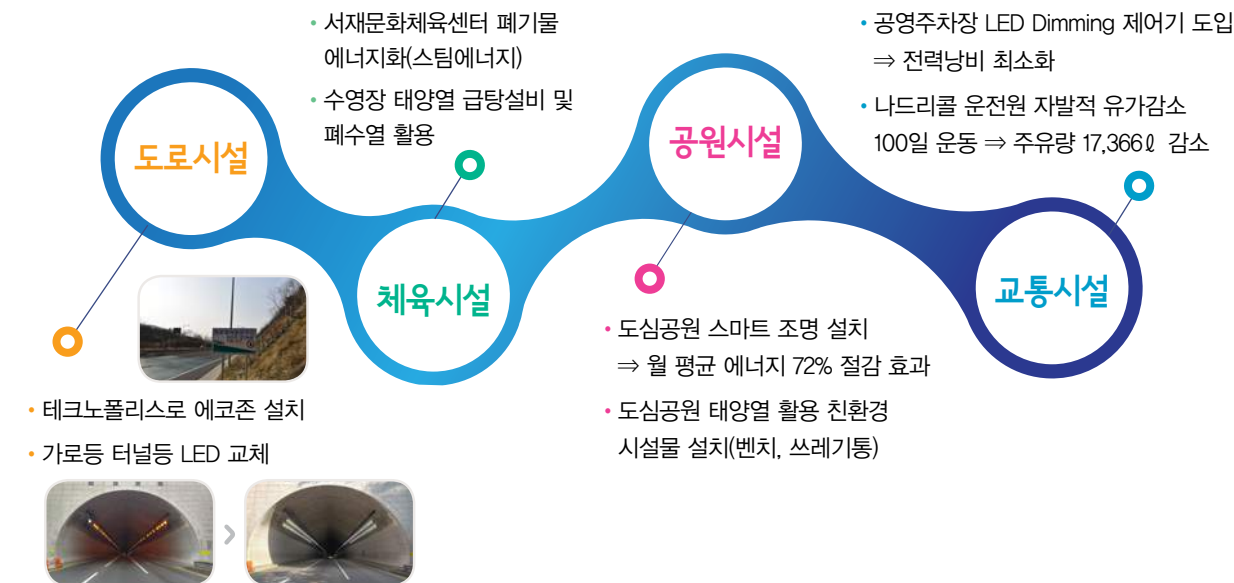 도로시설
• 테크노폴리스로 에코존 설치
• 가로등 터널등 LED 교체
• 서재문화체육센터 폐기물
에너지화(스팀에너지)
• 수영장 태양열 급탕설비 및
폐수열 활용
체육시설
공원시설
• 도심공원 스마트 조명 설치
⇒ 월 평균 에너지 72% 절감 효과
• 도심공원 태양열 활용 친환경
시설물 설치(벤치, 쓰레기통)
• 공영주차장 LED Dimming 제어기 도입
⇒ 전력낭비 최소화
• 나드리콜 운전원 자발적 유가감소
100일 운동 ⇒ 주유량 17,366ℓ 감소
교통시설